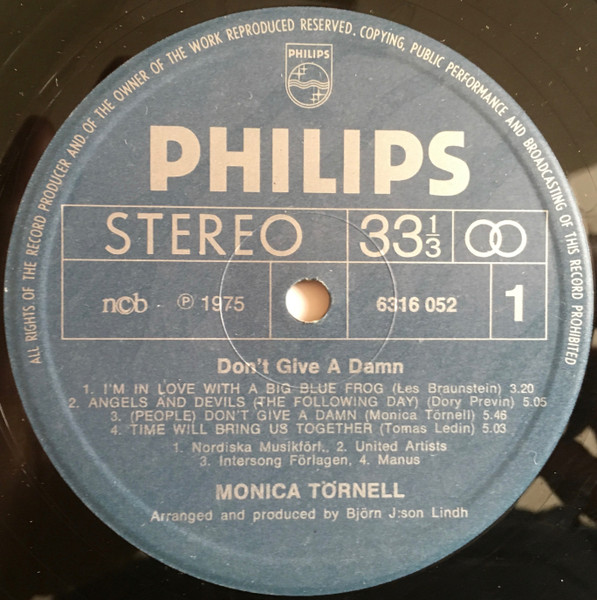 ALL RIGHTS OF THE RECORD PRODUCER AND OF THE OWNER OF THE WORK REPRODUCED RESERVED. COPYING, PUBLIC PERFORMANCE AND BROADCASTING OF THIS RECORD PROHIBITED
PHILIPS
PHILIPS
STEREO 33 1/3
ncb ℗ 1975 6316 052 1
Don't Give A Damn
1. I'M IN LOVE WITH A BIG BLUE FROG (Les Braunstein) 3.20
2. ANGELS AND DEVILS (THE FOLLOWING DAY) (Dory Previn) 5.05
3. (PEOPLE) DON'T GIVE A DAMN (Monica Törnell) 5.46
4. TIME WILL BRING US TOGETHER (Tomas Ledin) 5.03
1. Nordiska Musikförl., 2. United Artists
3. Intersong Förlagen, 4. Manus
MONICA TÖRNELL
Arranged and produced by Björn J:son Lindh